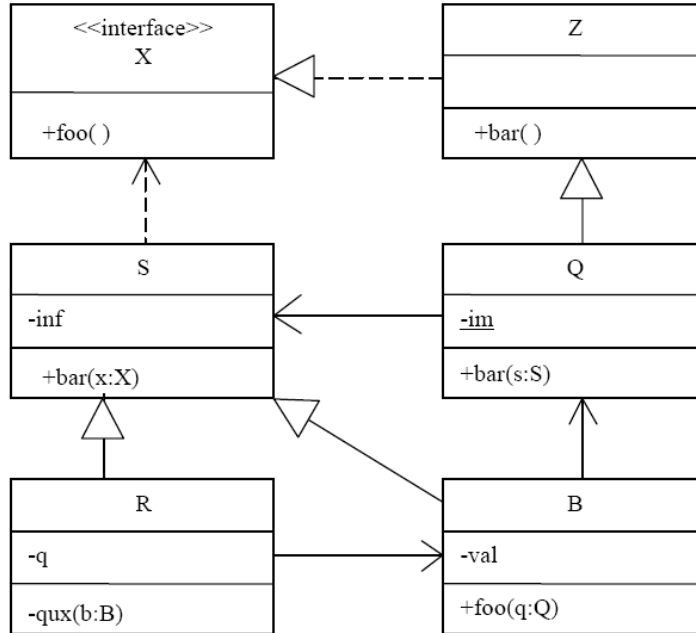 <<interface>>
X
+foo( )
Z
+bar( )
S
-inf
+bar(x:X)
Q
-im
+bar(s:S)
R
-q
-qux(b:B)
B
-val
+foo(q:Q)